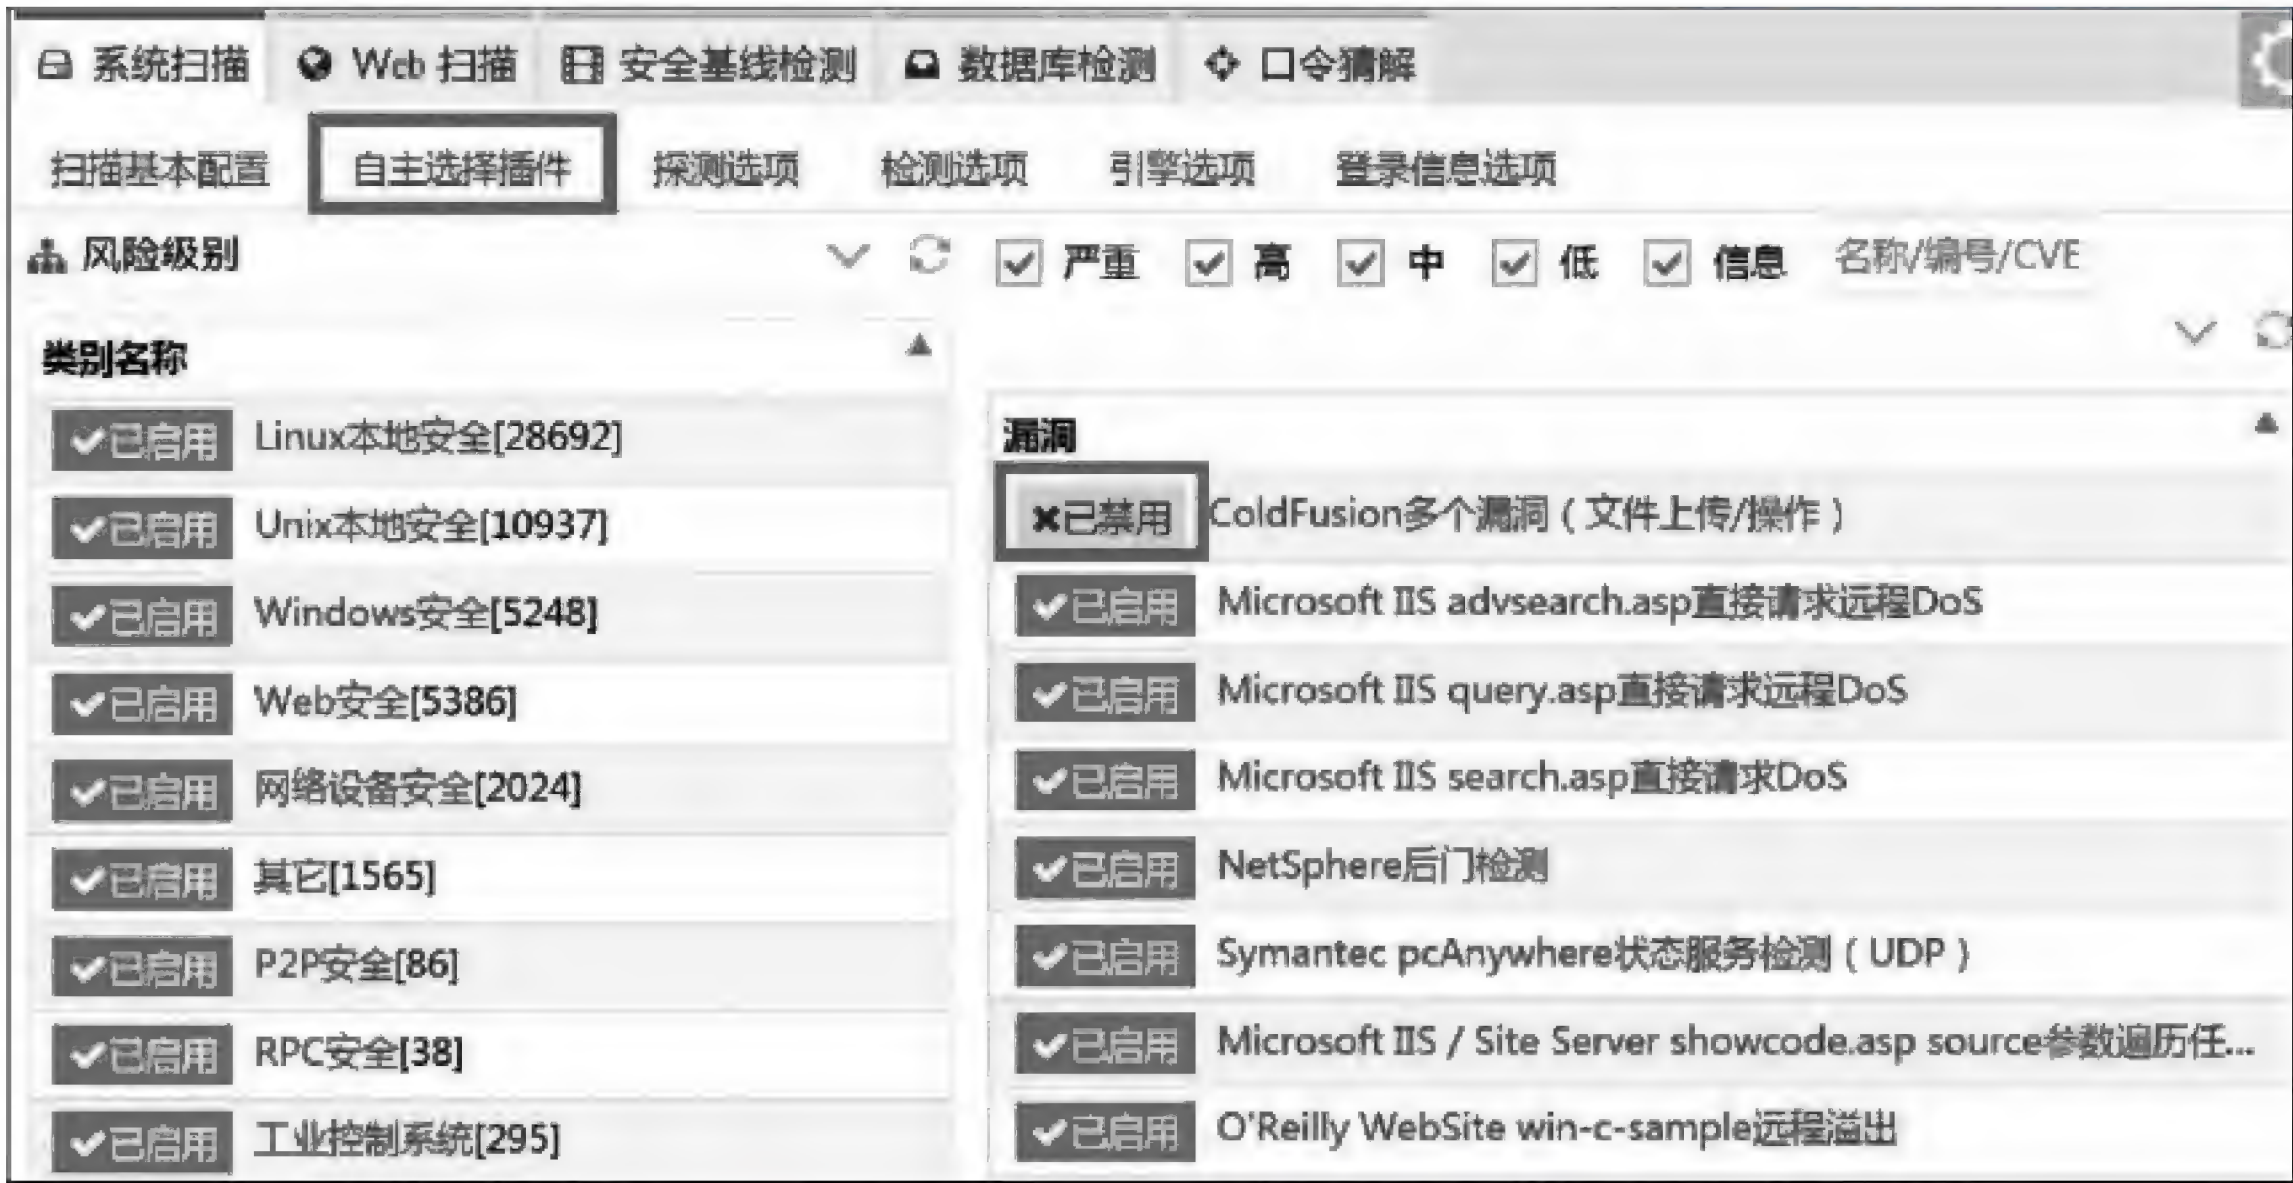 系统扫描 Web 扫描 安全基线检测 数据库检测 口令猜解
扫描基本配置 自主选择插件 探测选项 检测选项 引擎选项 登录信息选项
风险级别
严重 高 中 低 信息 名称/编号/CVE
类别名称
已启用 Linux本地安全[28692]
已启用 Unix本地安全[10937]
已启用 Windows安全[5248]
已启用 Web安全[5386]
已启用 网络设备安全[2024]
已启用 其它[1565]
已启用 P2P安全[86]
已启用 RPC安全[38]
已启用 工业控制系统[295]
漏洞
已禁用 ColdFusion多个漏洞（文件上传/操作）
已启用 Microsoft IIS advsearch.asp直接请求远程DoS
已启用 Microsoft IIS query.asp直接请求远程DoS
已启用 Microsoft IIS search.asp直接请求DoS
已启用 NetSphere后门检测
已启用 Symantec pcAnywhere状态服务检测（UDP）
已启用 Microsoft IIS / Site Server showcode.asp source参数遍历任...
已启用 O'Reilly WebSite win-c-sample远程溢出